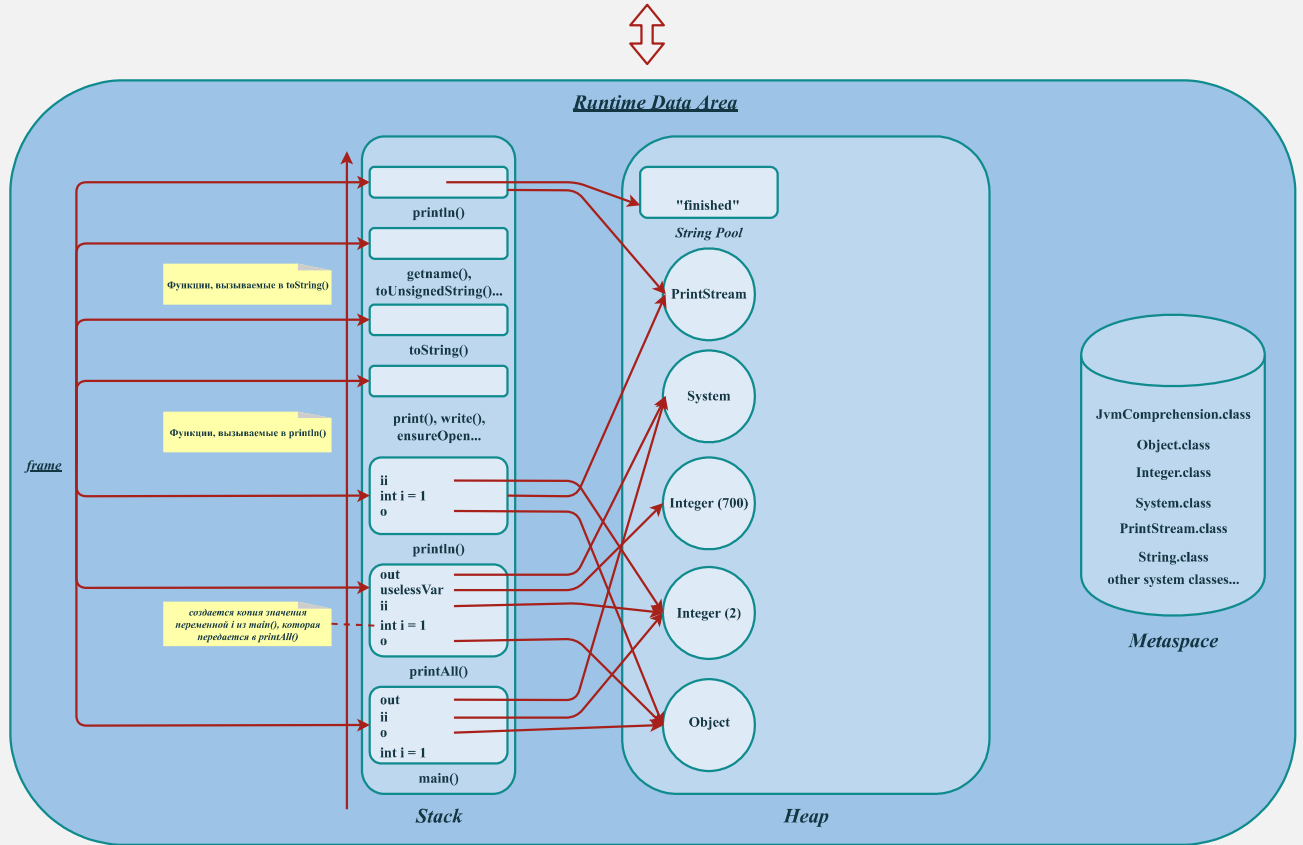 Runtime Data Area
println()
getname(),
toUnsignedString()...
Функции, вызываемые в toString()
toString()
print(), write(),
ensureOpen...
Функции, вызываемые в println()
frame
ii
int i = 1
o
println()
out
uselessVar
ii
int i = 1
o
создается копия значения
переменной i из main(), которая
передается в printAll()
printAll()
out
ii
o
int i = 1
main()
Stack
"finished"
String Pool
PrintStream
System
Integer (700)
Integer (2)
Object
Heap
JvmComprehension.class
Object.class
Integer.class
System.class
PrintStream.class
String.class
other system classes...
Metaspace